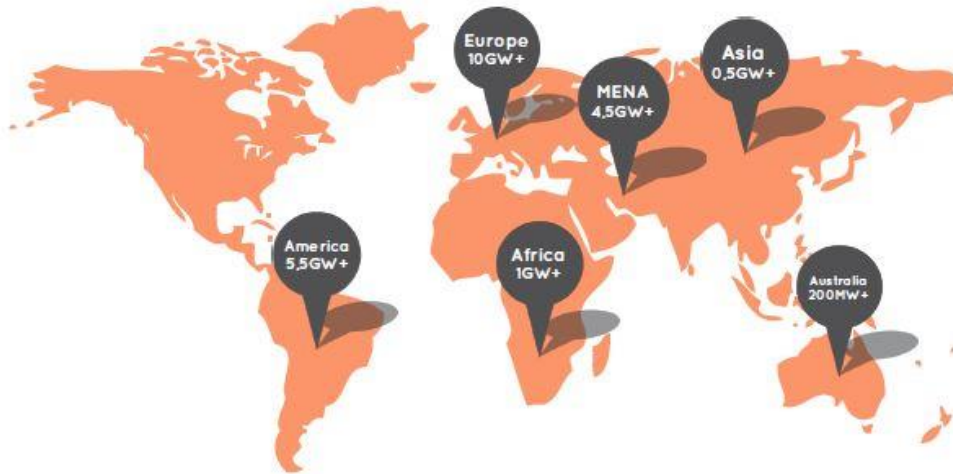 Europe
10GW+
Asia
0,5GW+
MENA
4,5GW+
America
5,5GW+
Africa
1GW+
Australia
200MW+